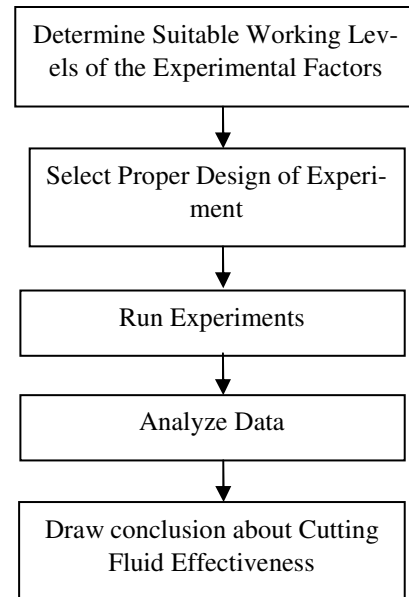 Determine Suitable Working Lev-
els of the Experimental Factors
Select Proper Design of Experi-
ment
Run Experiments
Analyze Data
Draw conclusion about Cutting
Fluid Effectiveness